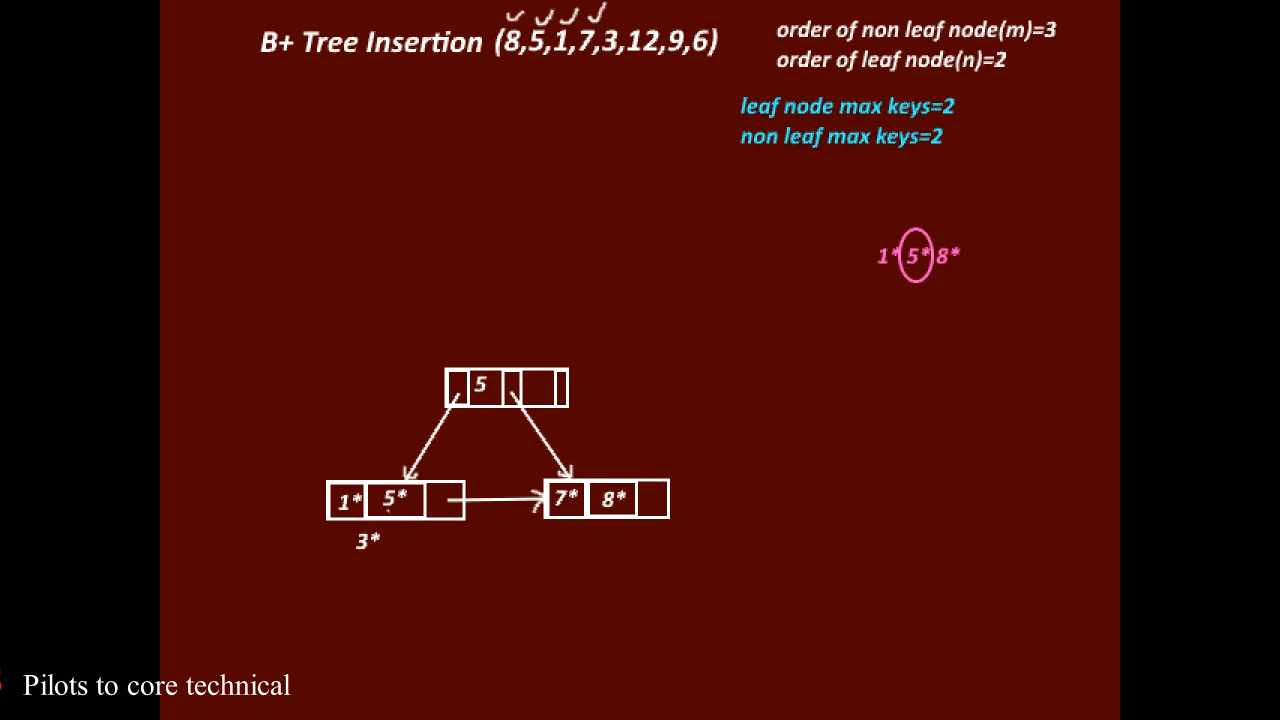 B+ Tree Insertion (8,5,1,7,3,12,9,6)
order of non leaf node(m)=3
order of leaf node(n)=2
leaf node max keys=2
non leaf max keys=2
1* 5* 8*
5
1* 5* 7* 8*
3*
Pilots to core technical